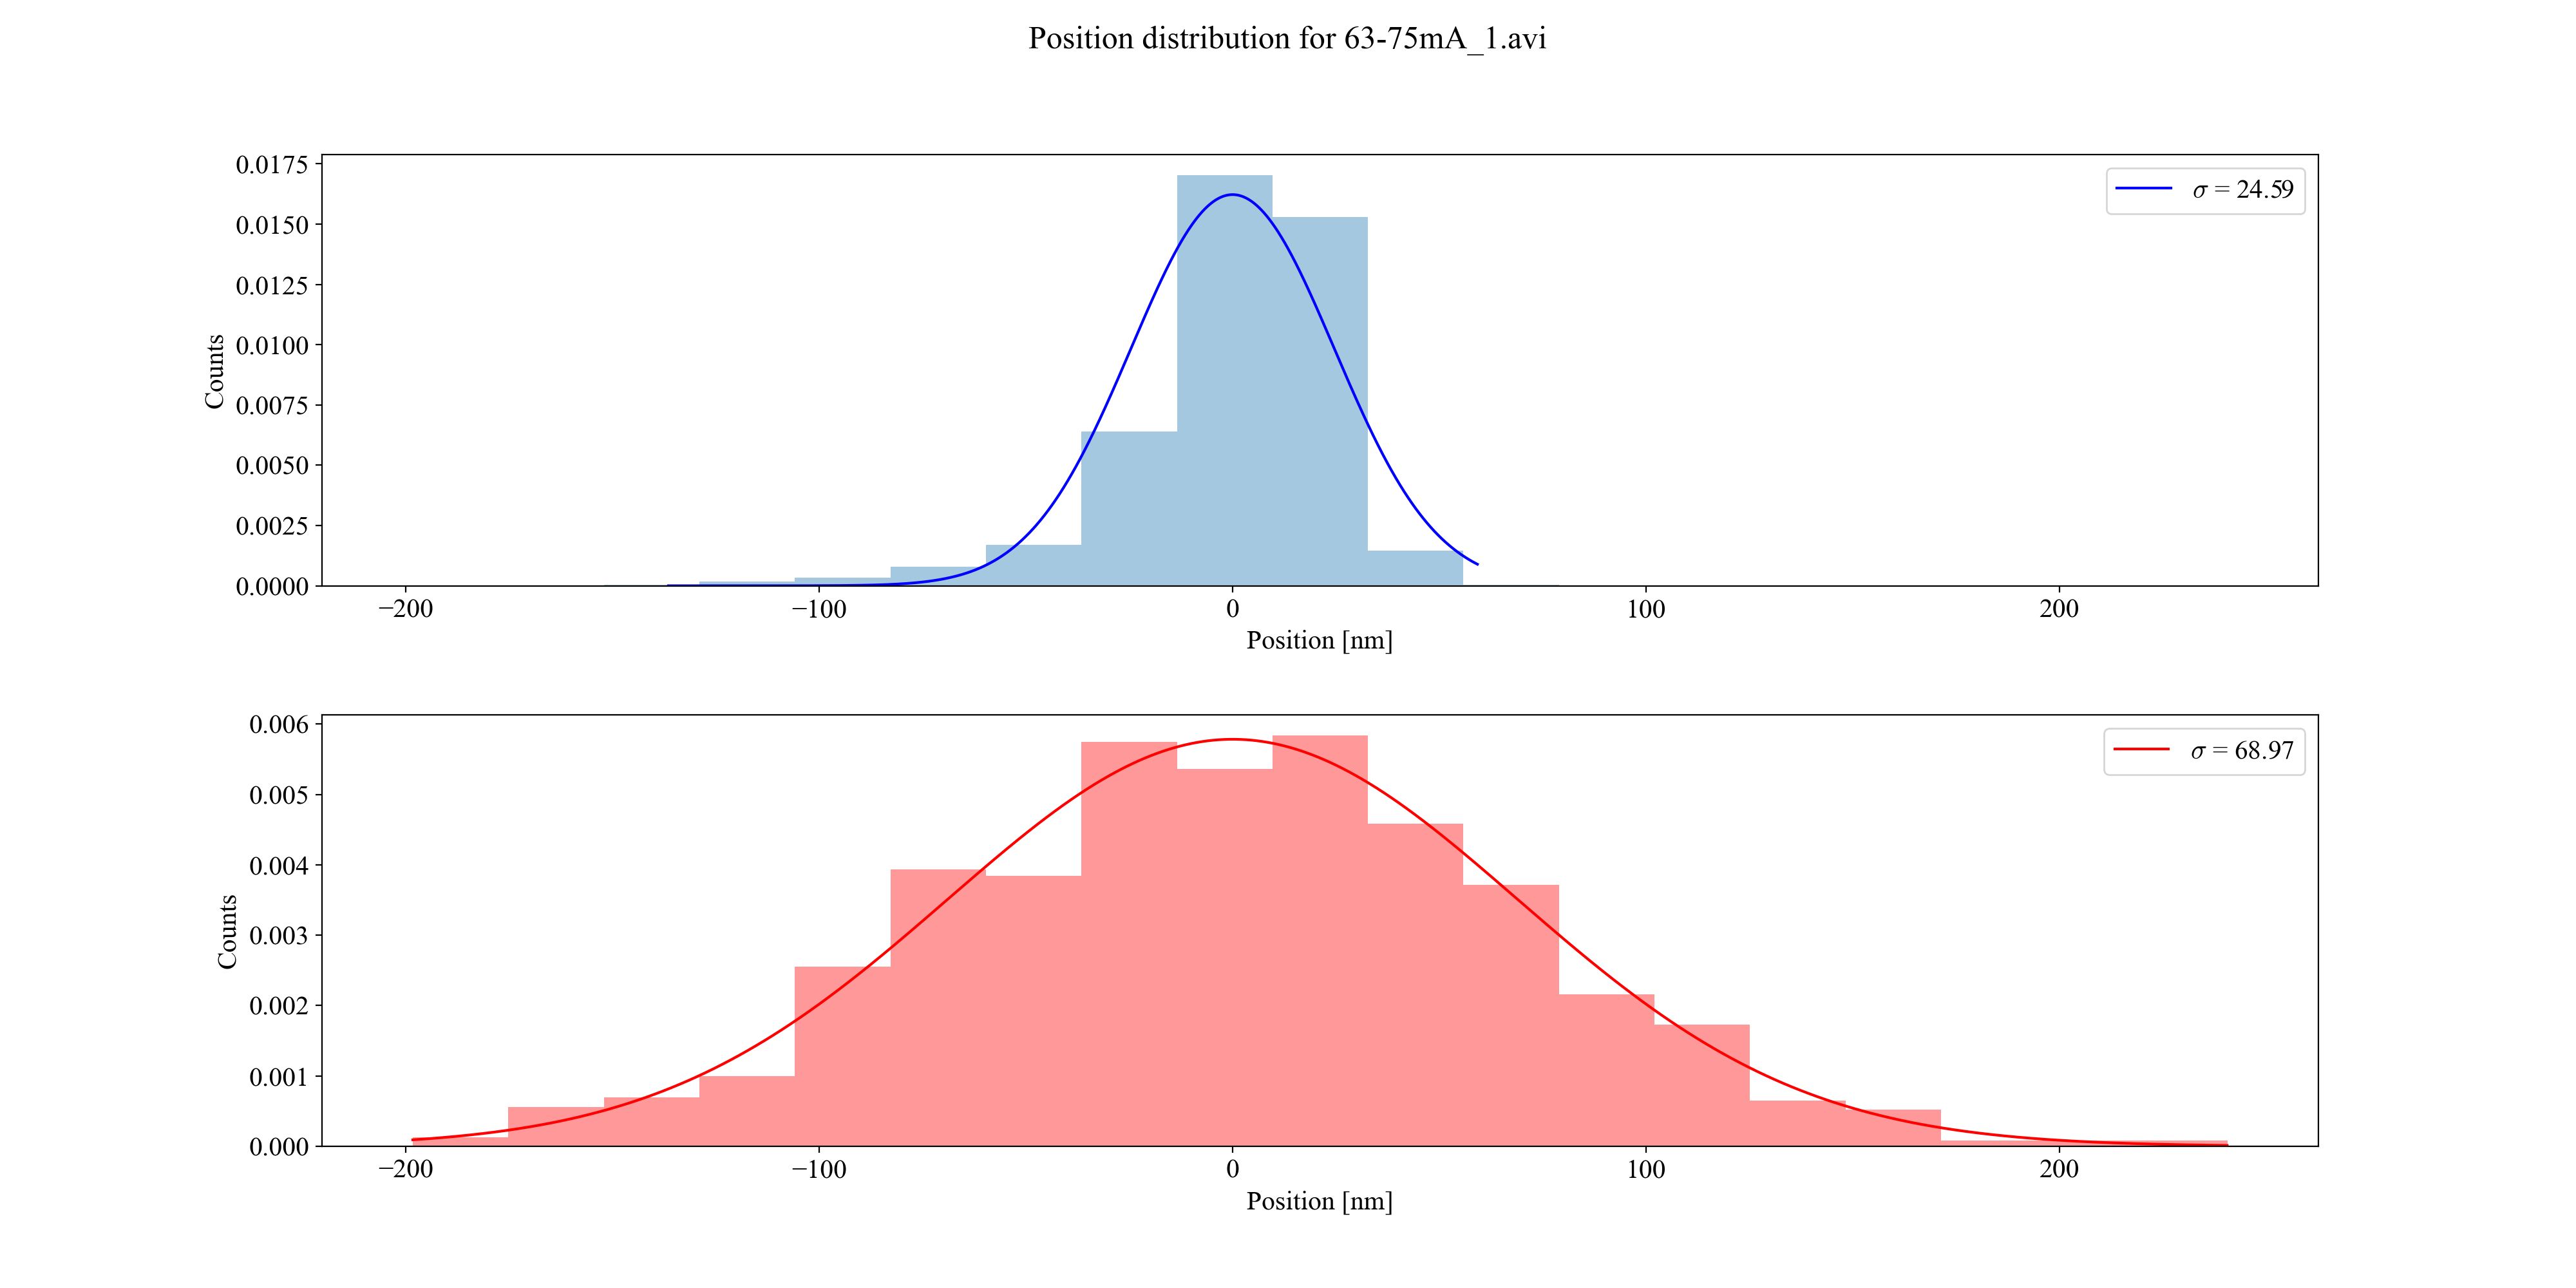 Position distribution for 63-75mA_1.avi
0.0175
0.0150
0.0125
0.0100
0.0075
0.0050
0.0025
0.0000
Counts
σ = 24.59
−200 −100 0 100 200
Position [nm]
0.006
0.005
0.004
0.003
0.002
0.001
0.000
Counts
σ = 68.97
−200 −100 0 100 200
Position [nm]